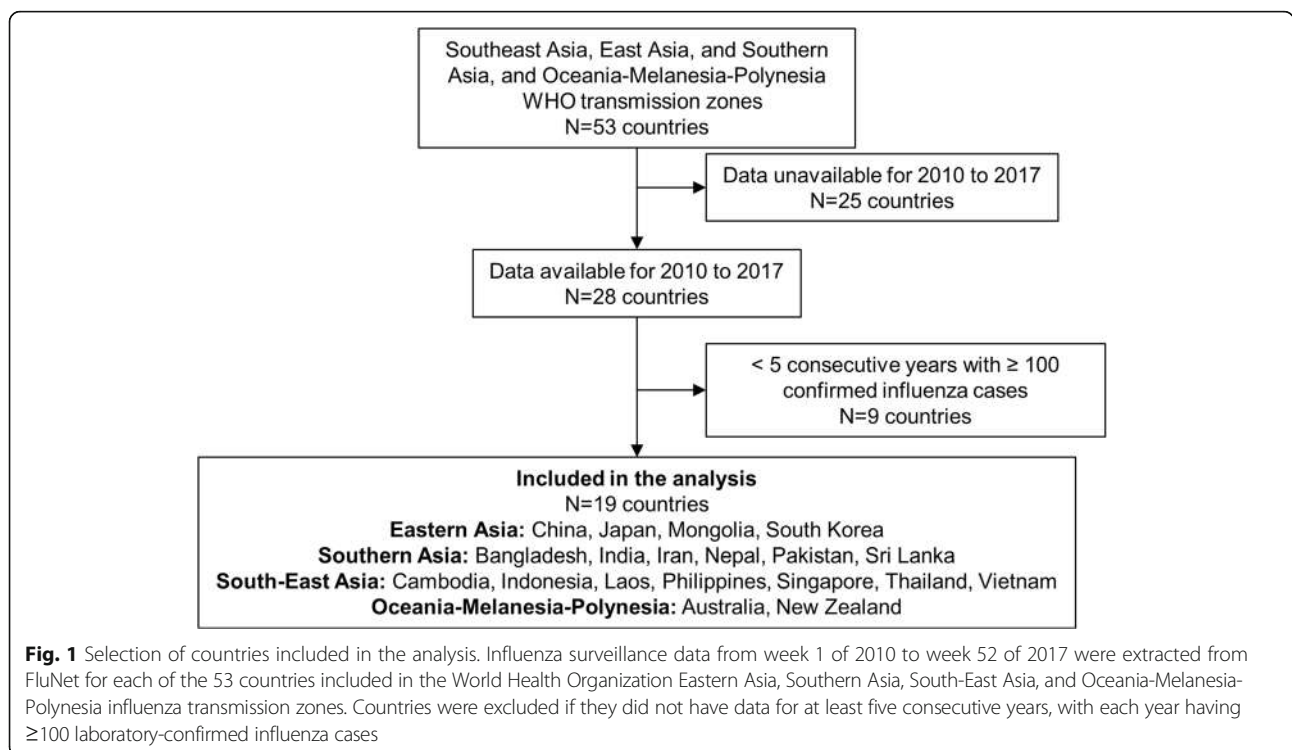 Southeast Asia, East Asia, and Southern
Asia, and Oceania-Melanesia-Polynesia
WHO transmission zones
N=53 countries
Data unavailable for 2010 to 2017
N=25 countries
Data available for 2010 to 2017
N=28 countries
< 5 consecutive years with ≥ 100
confirmed influenza cases
N=9 countries
Included in the analysis
N=19 countries
Eastern Asia: China, Japan, Mongolia, South Korea
Southern Asia: Bangladesh, India, Iran, Nepal, Pakistan, Sri Lanka
South-East Asia: Cambodia, Indonesia, Laos, Philippines, Singapore, Thailand, Vietnam
Oceania-Melanesia-Polynesia: Australia, New Zealand
Fig. 1 Selection of countries included in the analysis. Influenza surveillance data from week 1 of 2010 to week 52 of 2017 were extracted from
FluNet for each of the 53 countries included in the World Health Organization Eastern Asia, Southern Asia, South-East Asia, and Oceania-Melanesia-
Polynesia influenza transmission zones. Countries were excluded if they did not have data for at least five consecutive years, with each year having
≥100 laboratory-confirmed influenza cases